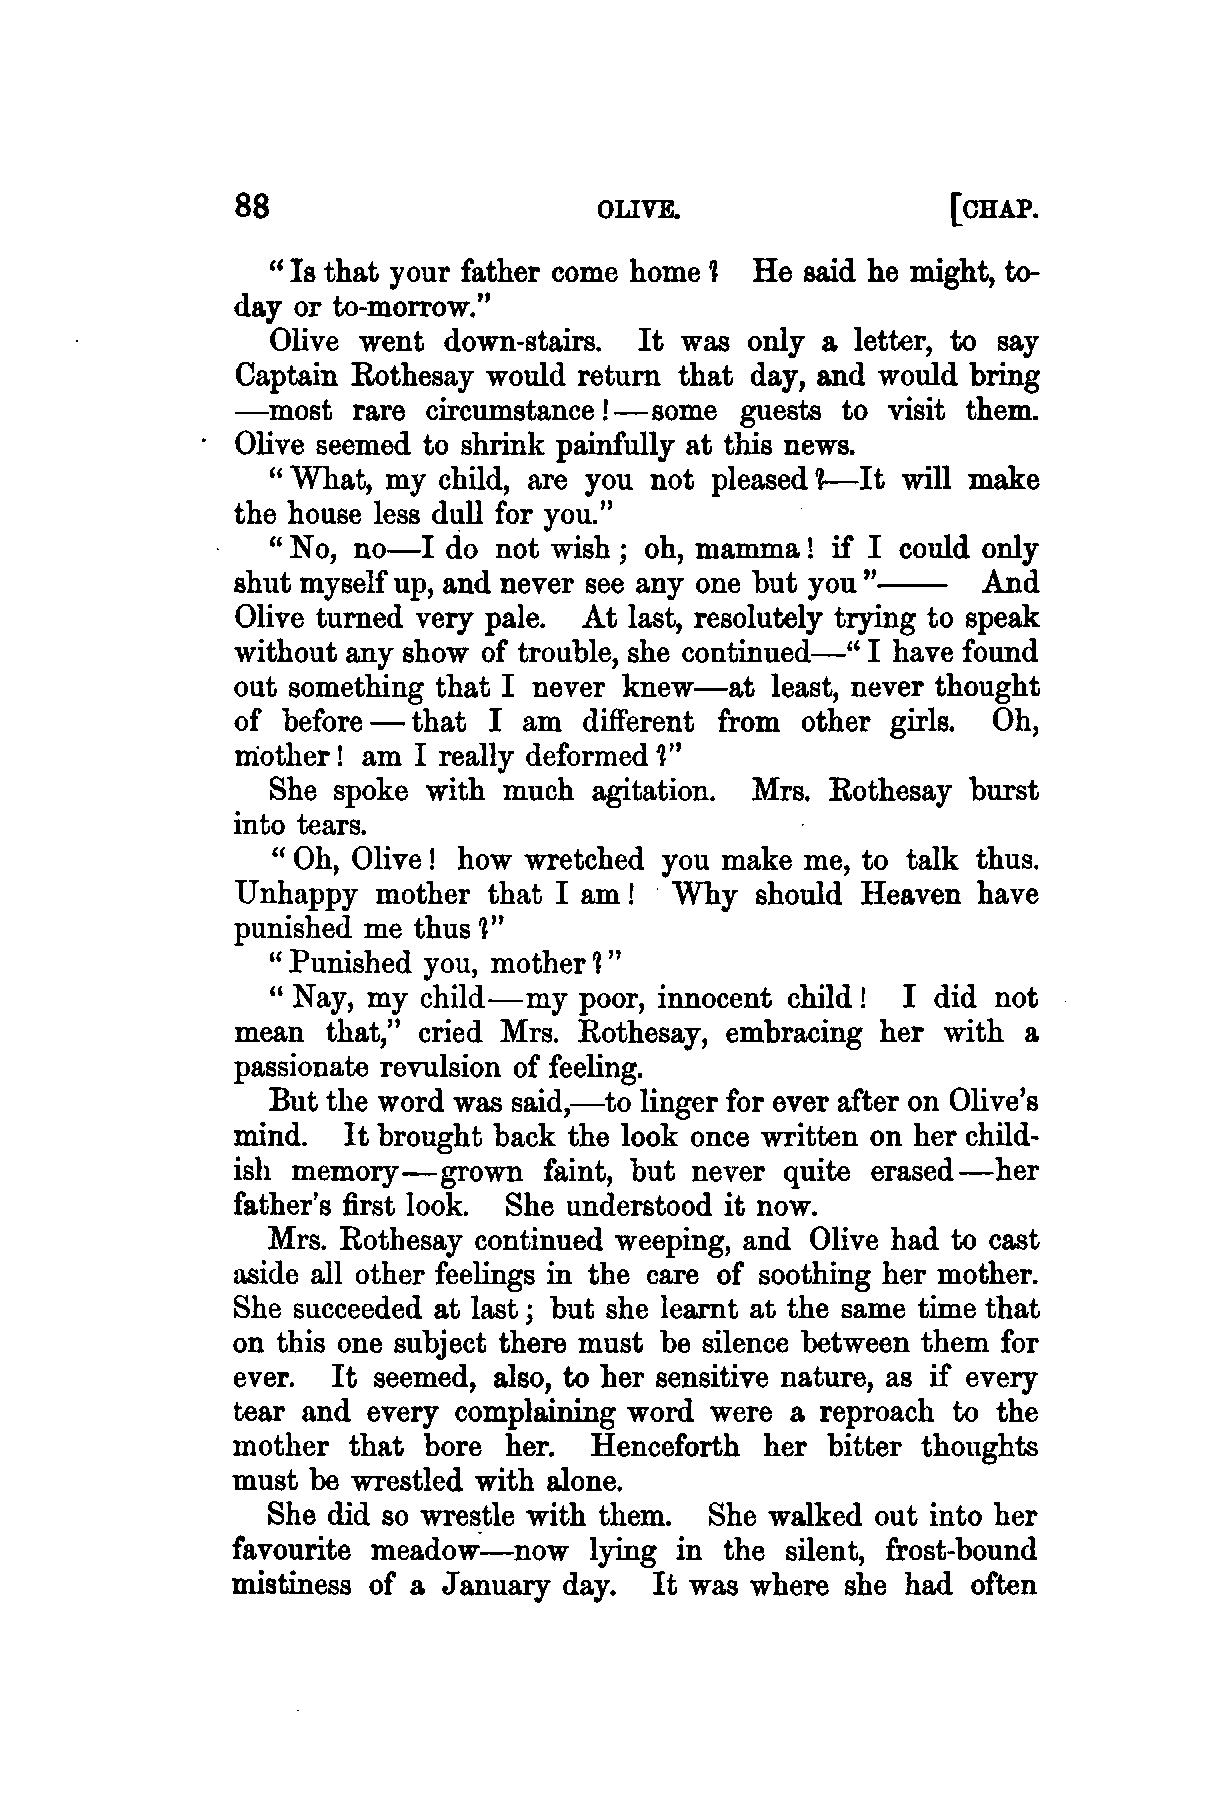 88 OLIVE. [CHAP.
“Is that your father come home? He said he might, to-
day or to-morrow.”
Olive went down-stairs. It was only a letter, to say
Captain Rothesay would return that day, and would bring
—most rare circumstance!—some guests to visit them.
Olive seemed to shrink painfully at this news.
“What, my child, are you not pleased?—It will make
the house less dull for you.”
“No, no—I do not wish; oh, mamma! if I could only
shut myself up, and never see any one but you”—— And
Olive turned very pale. At last, resolutely trying to speak
without any show of trouble, she continued—“I have found
out something that I never knew—at least, never thought
of before—that I am different from other girls. Oh,
mother! am I really deformed?”
She spoke with much agitation. Mrs. Rothesay burst
into tears.
“Oh, Olive! how wretched you make me, to talk thus.
Unhappy mother that I am! Why should Heaven have
punished me thus?”
“Punished you, mother?”
“Nay, my child—my poor, innocent child! I did not
mean that,” cried Mrs. Rothesay, embracing her with a
passionate revulsion of feeling.
But the word was said,—to linger for ever after on Olive’s
mind. It brought back the look once written on her child-
ish memory—grown faint, but never quite erased—her
father’s first look. She understood it now.
Mrs. Rothesay continued weeping, and Olive had to cast
aside all other feelings in the care of soothing her mother.
She succeeded at last; but she learnt at the same time that
on this one subject there must be silence between them for
ever. It seemed, also, to her sensitive nature, as if every
tear and every complaining word were a reproach to the
mother that bore her. Henceforth her bitter thoughts
must be wrestled with alone.
She did so wrestle with them. She walked out into her
favourite meadow—now lying in the silent, frost-bound
mistiness of a January day. It was where she had often